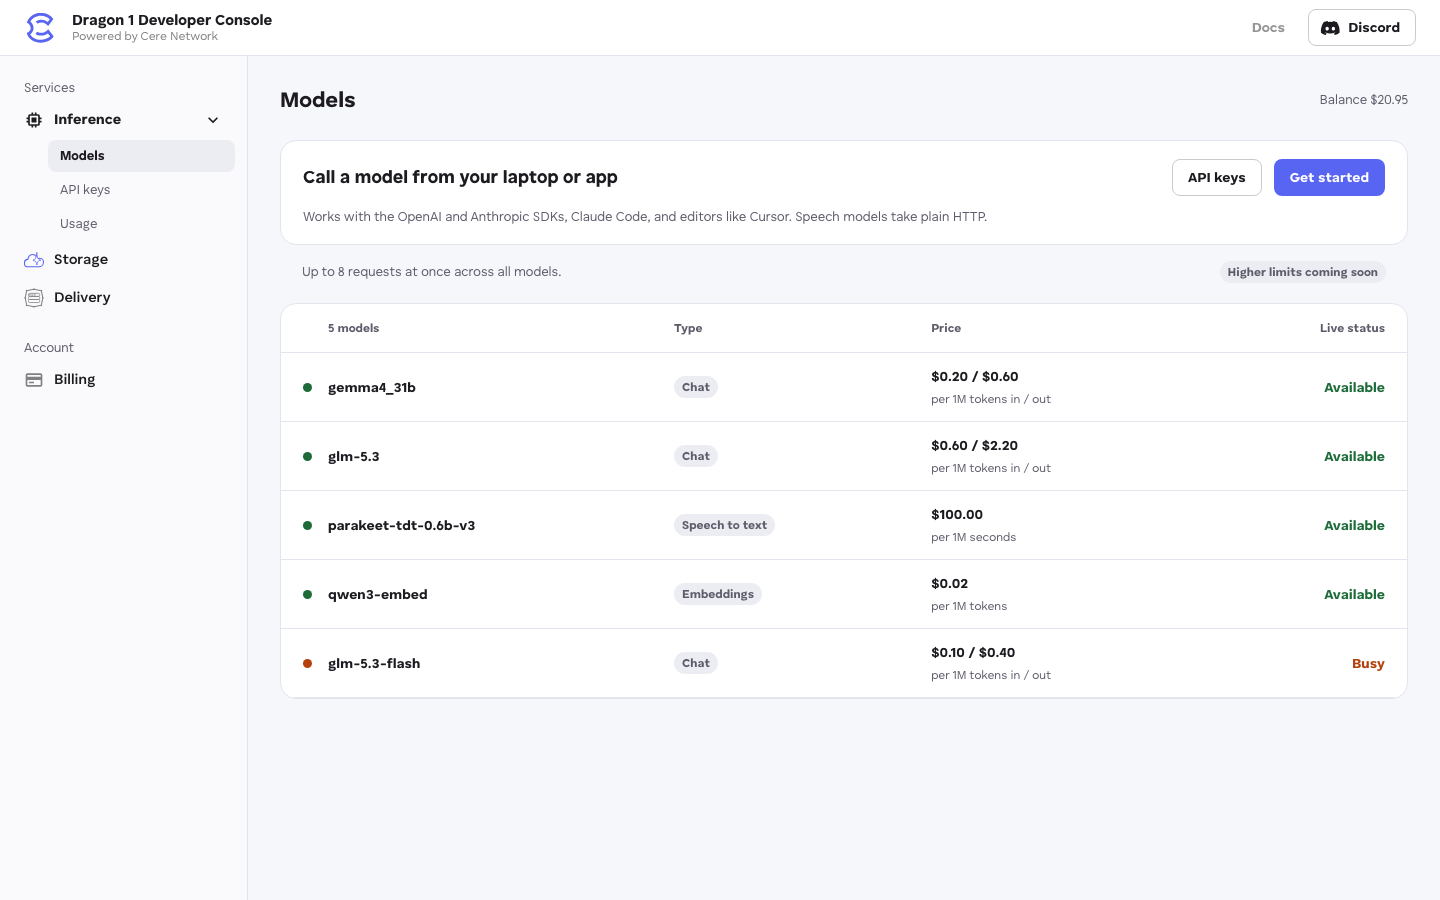 Dragon 1 Developer Console
Powered by Cere Network
Docs
Discord
Services
Inference
Models
API keys
Usage
Storage
Delivery
Account
Billing
Models
Balance $20.95
Call a model from your laptop or app
API keys
Get started
Works with the OpenAI and Anthropic SDKs, Claude Code, and editors like Cursor. Speech models take plain HTTP.
Up to 8 requests at once across all models.
Higher limits coming soon
5 models Type Price Live status
gemma4_31b Chat $0.20 / $0.60 Available
per 1M tokens in / out
glm-5.3 Chat $0.60 / $2.20 Available
per 1M tokens in / out
parakeet-tdt-0.6b-v3 Speech to text $100.00 Available
per 1M seconds
qwen3-embed Embeddings $0.02 Available
per 1M tokens
glm-5.3-flash Chat $0.10 / $0.40 Busy
per 1M tokens in / out